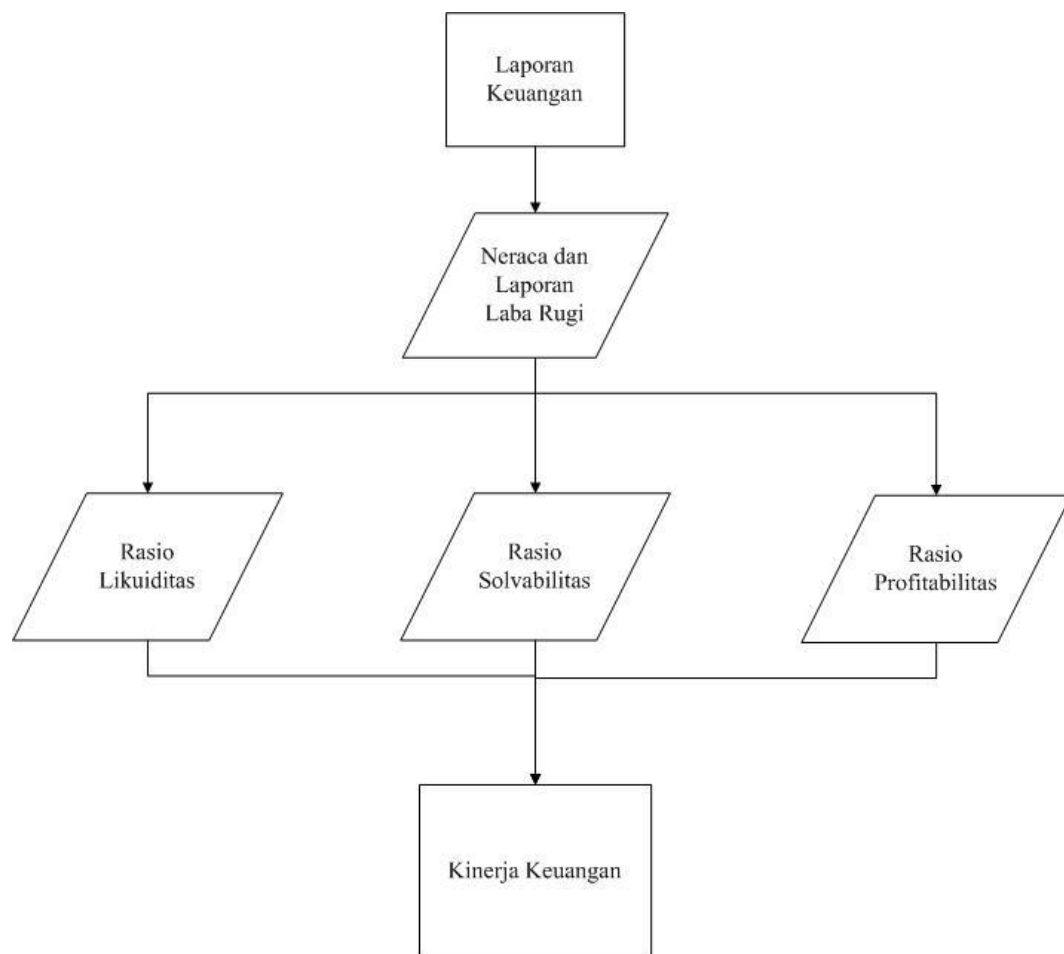 Laporan
Keuangan
Neraca dan
Laporan
Laba Rugi
Rasio
Likuiditas
Rasio
Solvabilitas
Rasio
Profitabilitas
Kinerja Keuangan